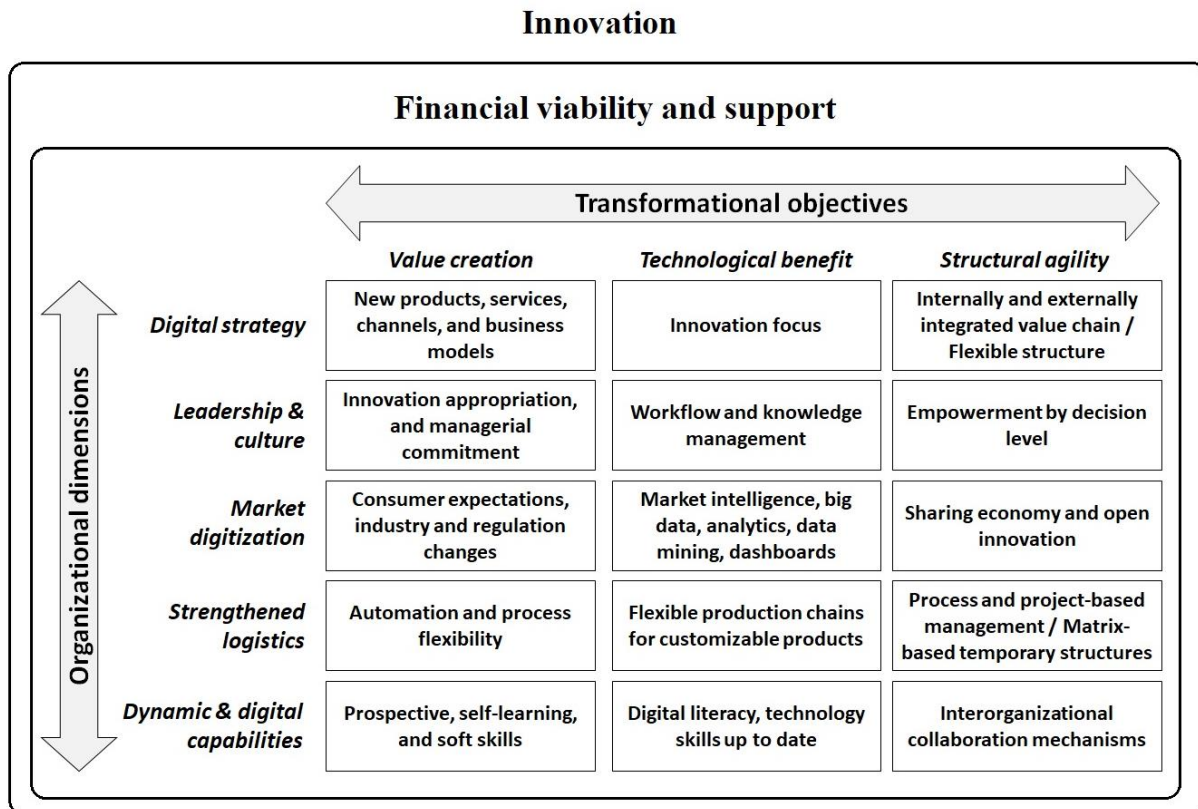 Innovation
Financial viability and support
Transformational objectives
Organizational dimensions
Value creation
Technological benefit
Structural agility
Digital strategy
New products, services,
channels, and business
models
Innovation focus
Internally and externally
integrated value chain /
Flexible structure
Leadership &
culture
Innovation appropriation,
and managerial
commitment
Workflow and knowledge
management
Empowerment by decision
level
Market
digitization
Consumer expectations,
industry and regulation
changes
Market intelligence, big
data, analytics, data
mining, dashboards
Sharing economy and open
innovation
Strengthened
logistics
Automation and process
flexibility
Flexible production chains
for customizable products
Process and project-based
management / Matrix-
based temporary structures
Dynamic & digital
capabilities
Prospective, self-learning,
and soft skills
Digital literacy, technology
skills up to date
Interorganizational
collaboration mechanisms